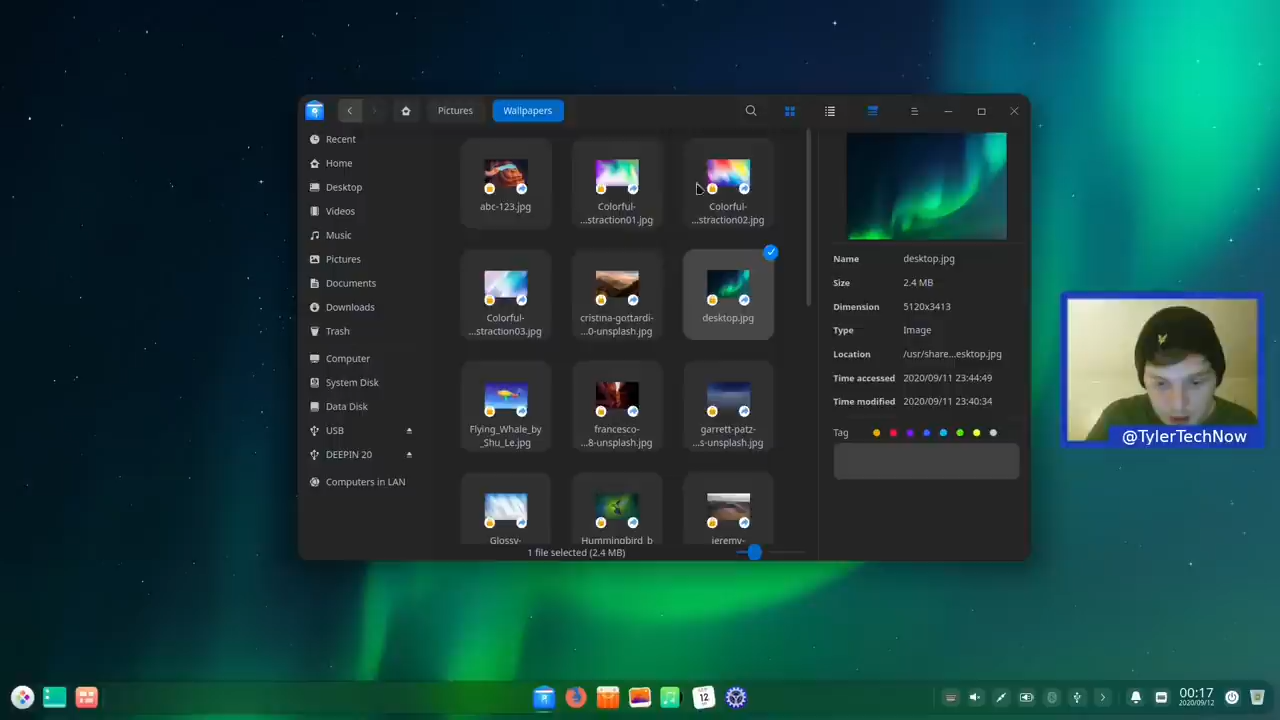 Pictures
Wallpapers
Recent
Home
Desktop
Videos
Music
Pictures
Documents
Downloads
Trash
Computer
System Disk
Data Disk
USB
DEEPIN 20
Computers in LAN
abc-123.jpg
Colorful-
...straction01.jpg
Colorful-
...straction02.jpg
Colorful-
...straction03.jpg
cristina-gottardi-
...0-unsplash.jpg
desktop.jpg
Flying_Whale_by
_Shu_Le.jpg
francesco-
...8-unsplash.jpg
garrett-patz-
...s-unsplash.jpg
Glossy-
Hummingbird_b
jeremy-
1 file selected (2.4 MB)
Name desktop.jpg
Size 2.4 MB
Dimension 5120x3413
Type Image
Location /usr/share...esktop.jpg
Time accessed 2020/09/11 23:44:49
Time modified 2020/09/11 23:40:34
Tag
@TylerTechNow
12
00:17
2020/09/12